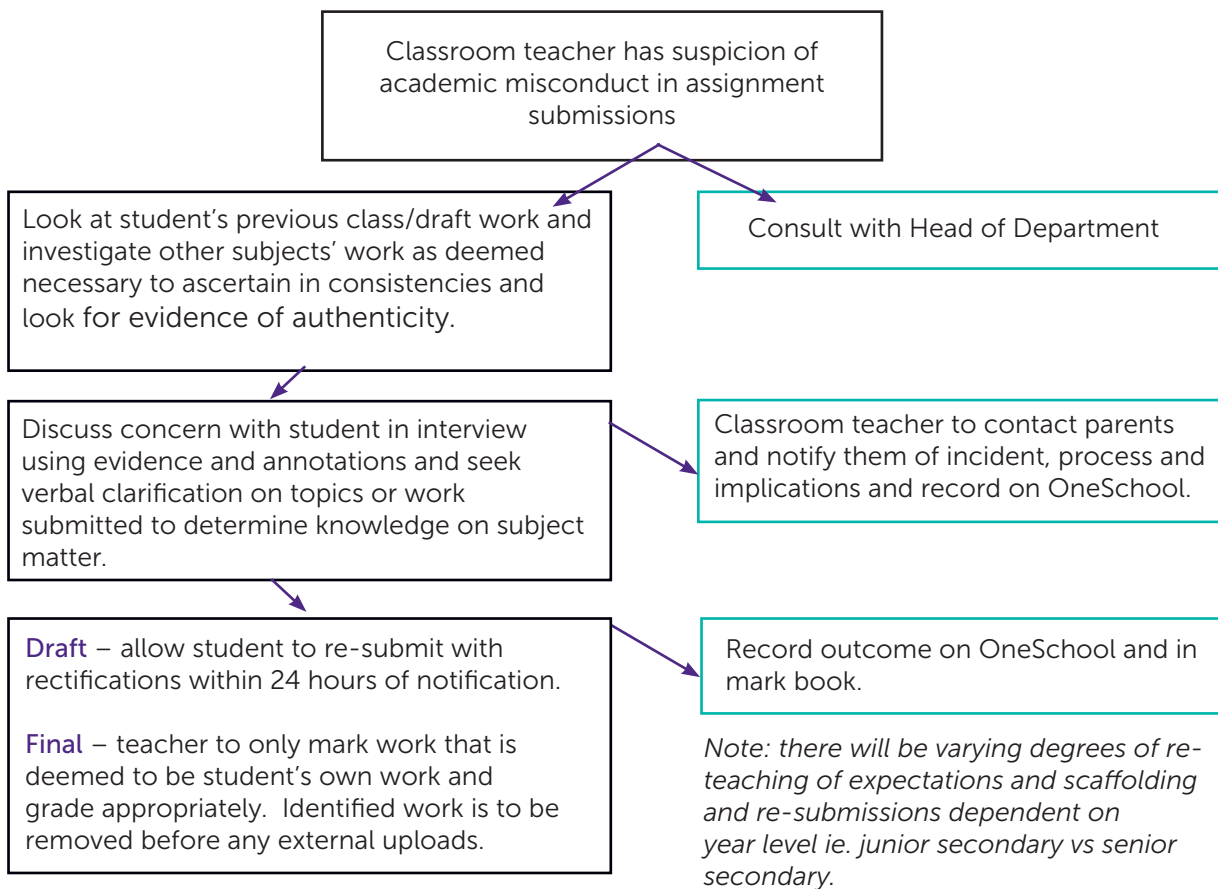 Classroom teacher has suspicion of
academic misconduct in assignment
submissions
Look at student's previous class/draft work and
investigate other subjects' work as deemed
necessary to ascertain in consistencies and
look for evidence of authenticity.
Consult with Head of Department
Discuss concern with student in interview
using evidence and annotations and seek
verbal clarification on topics or work
submitted to determine knowledge on subject
matter.
Classroom teacher to contact parents
and notify them of incident, process and
implications and record on OneSchool.
Draft – allow student to re-submit with
rectifications within 24 hours of notification.
Final – teacher to only mark work that is
deemed to be student's own work and
grade appropriately.  Identified work is to be
removed before any external uploads.
Record outcome on OneSchool and in
mark book.
Note: there will be varying degrees of re-
teaching of expectations and scaffolding
and re-submissions dependent on
year level ie. junior secondary vs senior
secondary.